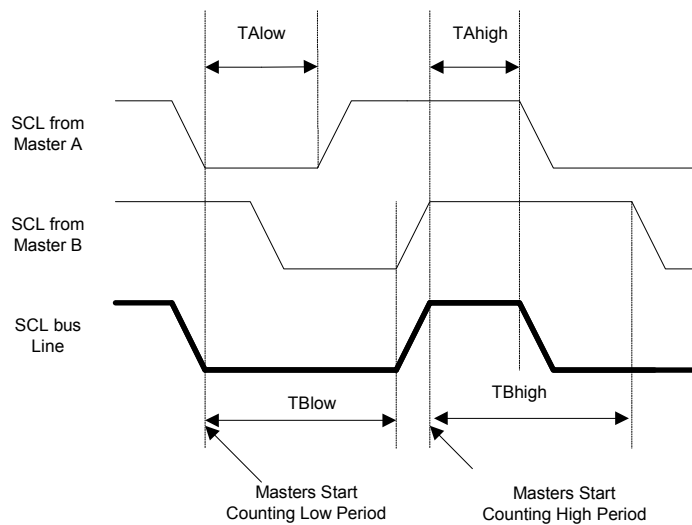 TAlow
TAhigh
SCL from
Master A
SCL from
Master B
SCL bus
Line
TBlow
TBhigh
Masters Start
Counting Low Period
Masters Start
Counting High Period